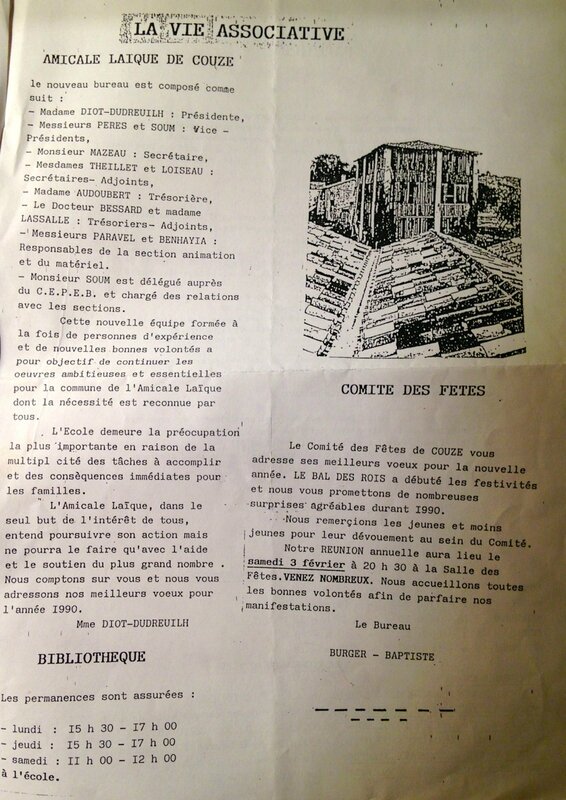 LA VIE ASSOCIATIVE
AMICALE LAIQUE DE COUZE
le nouveau bureau est composé comme
suit :
- Madame DIOT-DUDREUILH : Présidente,
- Messieurs PERES et SOUM : Vice -
Présidents,
- Monsieur MAZEAU : Secrétaire,
- Mesdames THEILLET et LOISEAU :
Secrétaires- Adjoints,
- Madame AUDOUBERT : Trésorière,
- Le Docteur BESSARD et madame
LASSALLE : Trésoriers- Adjoints,
- Messieurs PARAVEL et BENHAYIA :
Responsables de la section animation
et du matériel.
- Monsieur SOUM est délégué auprès
du C.E.P.E.B. et chargé des relations
avec les sections.
Cette nouvelle équipe formée à
la fois de personnes d'expérience
et de nouvelles bonnes volontés a
pour objectif de continuer les
oeuvres ambitieuses et essentielles
pour la commune de l'Amicale Laïque
dont la nécessité est reconnue par
tous.
L'Ecole demeure la préoccupation
la plus importante en raison de la
multipl cité des tâches à accomplir
et des consèquences immédiates pour
les familles.
L'Amicale Laïque, dans le
seul but de l'intérêt de tous,
entend poursuivre son action mais
ne pourra le faire qu'avec l'aide
et le soutien du plus grand nombre .
Nous comptons sur vous et nous vous
adressons nos meilleurs voeux pour
l'année I990.
Mme DIOT-DUDREUILH
BIBLIOTHEQUE
Les permanences sont assurées :
- lundi : I5 h 30 - I7 h 00
- jeudi : I5 h 30 - I7 h 00
- samedi : II h 00 - I2 h 00
à l'école.
COMITE DES FETES
Le Comité des Fêtes de COUZE vous
adresse ses meilleurs voeux pour la nouvelle
année. LE BAL DES ROIS a débuté les festivités
et nous vous promettons de nombreuses
surprises agréables durant I990.
Nous remerçions les jeunes et moins
jeunes pour leur dévouement au sein du Comité.
Notre REUNION annuelle aura lieu le
samedi 3 février à 20 h 30 à la Salle des
Fêtes.VENEZ NOMBREUX. Nous accueillons toutes
les bonnes volontés afin de parfaire nos
manifestations.
Le Bureau
BURGER - BAPTISTE